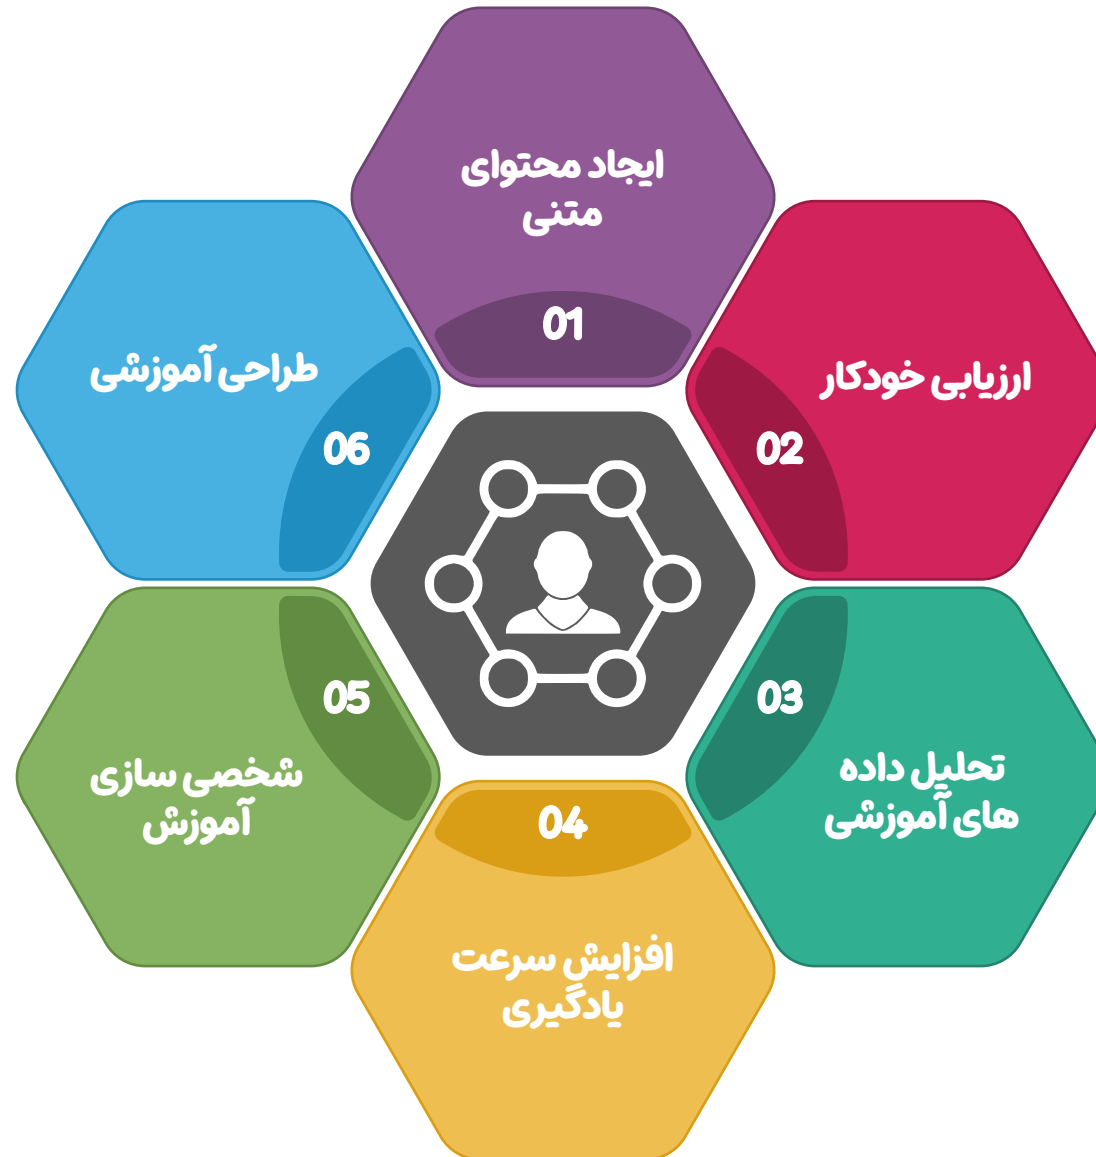 ایجاد محتوای
متنی
01
ارزیابی خودکار
02
03
تحلیل داده
های آموزشی
04
افزایش سرعت
یادگیری
05
شخصی سازی
آموزش
طراحی آموزشی
06